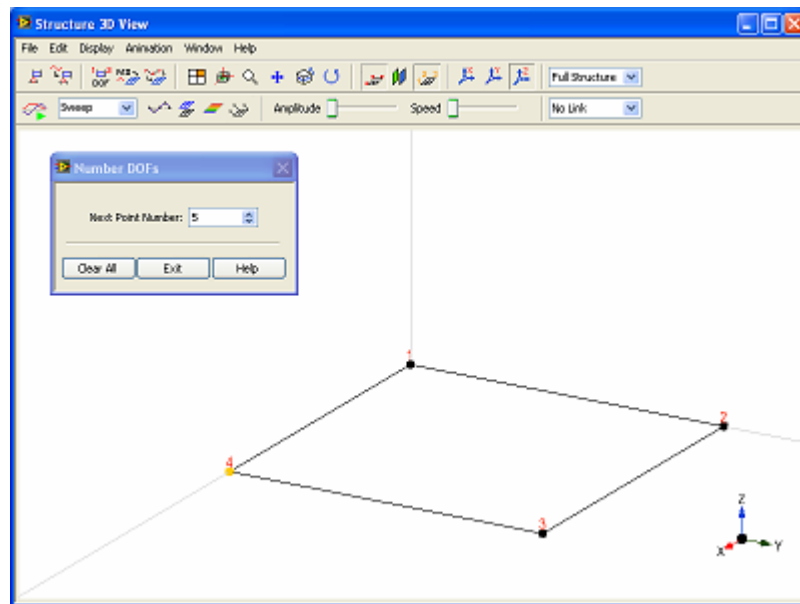 Structure 3D View
File Edit Display Animation Window Help
Full Structure
Sweep Amplitude Speed No Link
Number DOFs
Next Point Number: 5
Clear All Exit Help
1
2
4
3
Z
X Y